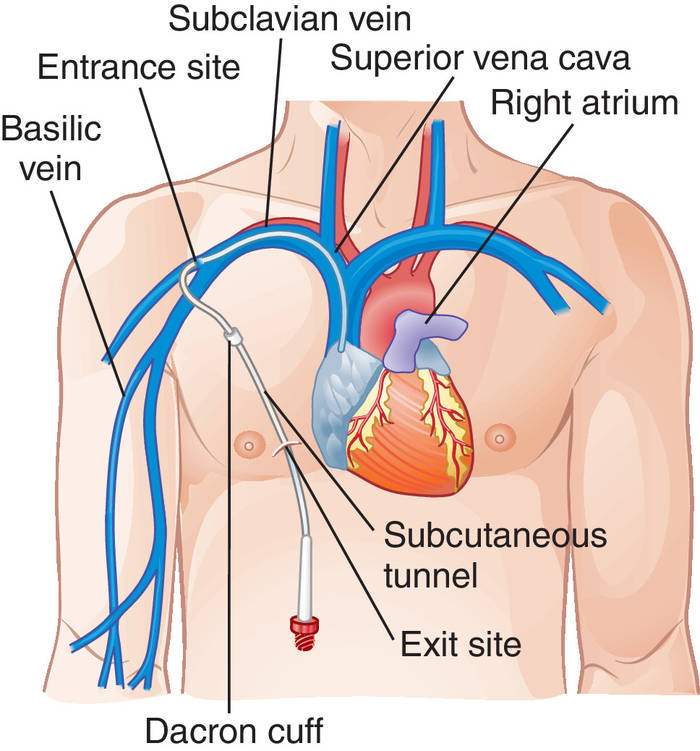 Subclavian vein
Entrance site
Superior vena cava
Right atrium
Basilic
vein
Subcutaneous
tunnel
Exit site
Dacron cuff